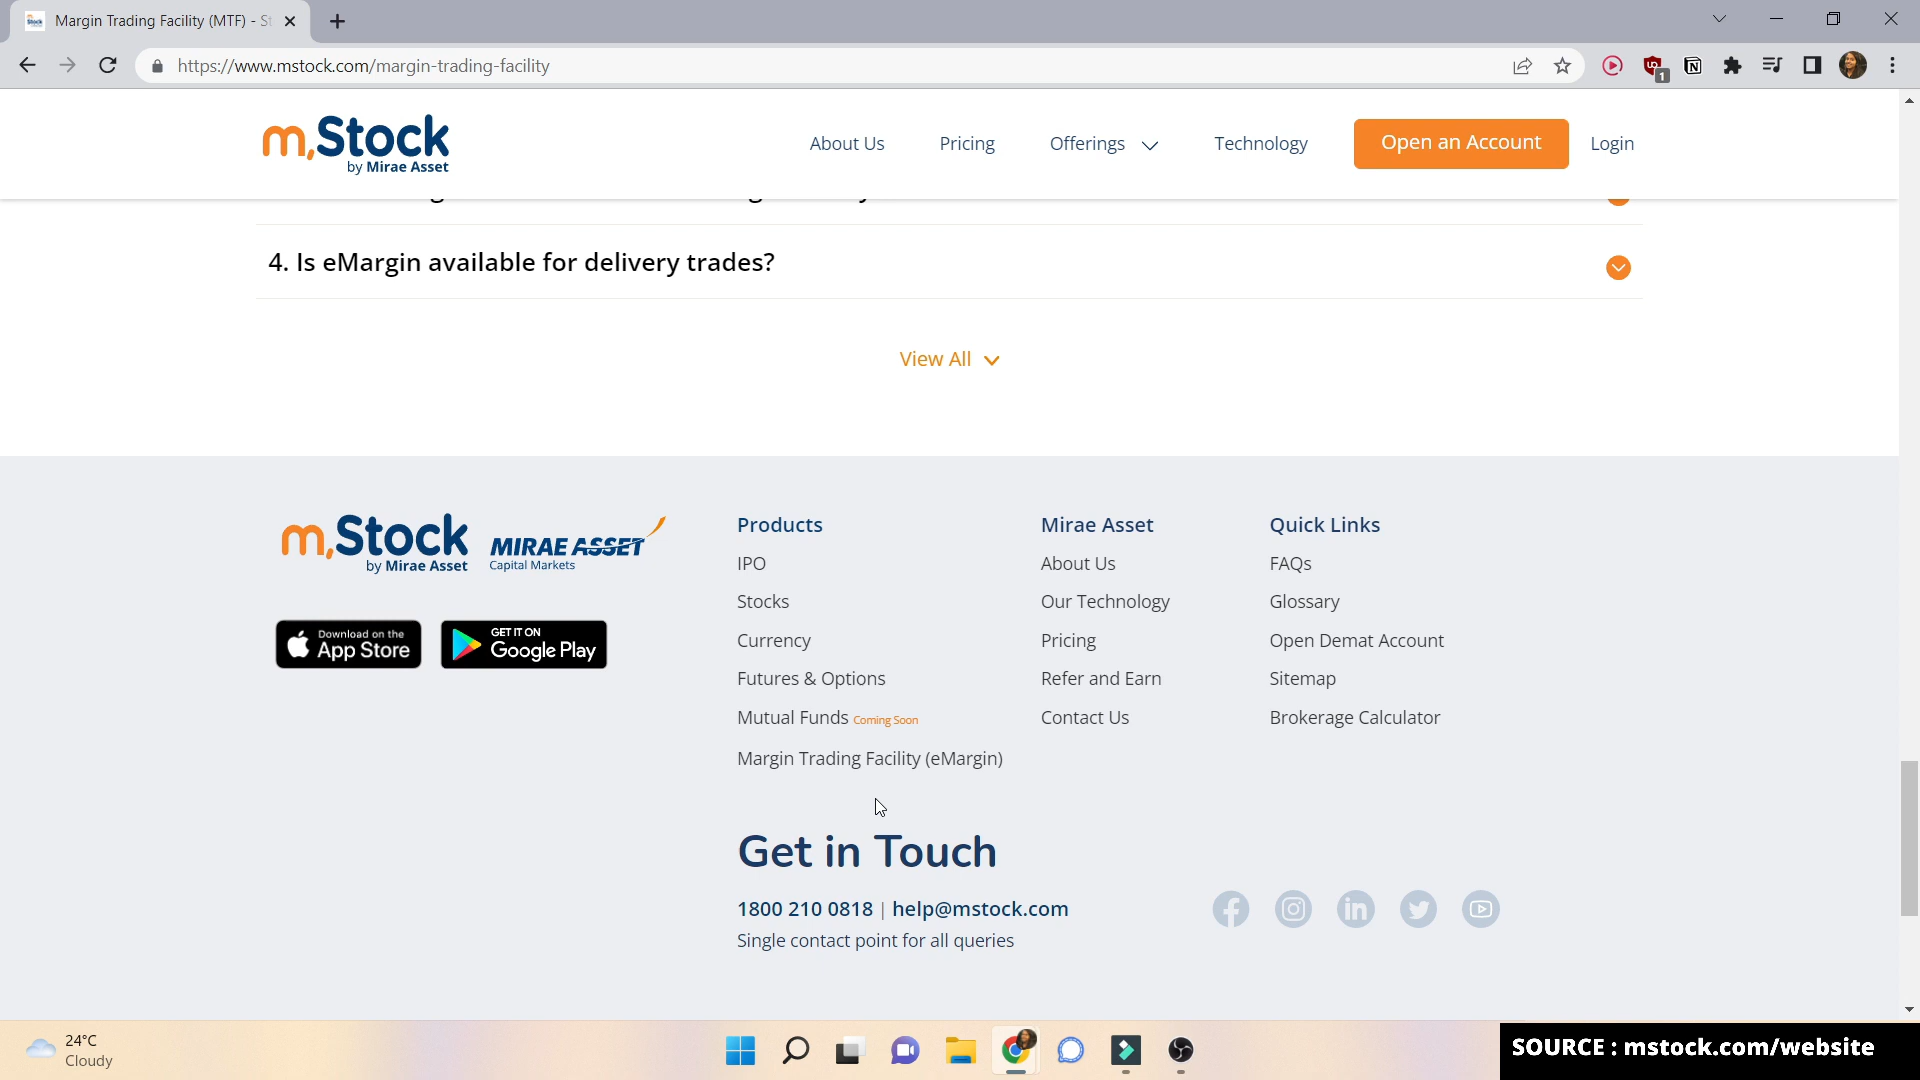 Margin Trading Facility (MTF) - St
https://www.mstock.com/margin-trading-facility
1
m.Stock
by Mirae Asset
About Us
Pricing
Offerings
Technology
Open an Account
Login
4. Is eMargin available for delivery trades?
View All
m.Stock
by Mirae Asset
MIRAE ASSET
Capital Markets
Download on the
App Store
GET IT ON
Google Play
Products
IPO
Stocks
Currency
Futures & Options
Mutual Funds Coming Soon
Margin Trading Facility (eMargin)
Mirae Asset
About Us
Our Technology
Pricing
Refer and Earn
Contact Us
Quick Links
FAQs
Glossary
Open Demat Account
Sitemap
Brokerage Calculator
Get in Touch
1800 210 0818 | help@mstock.com
Single contact point for all queries
24°C
Cloudy
SOURCE : mstock.com/website